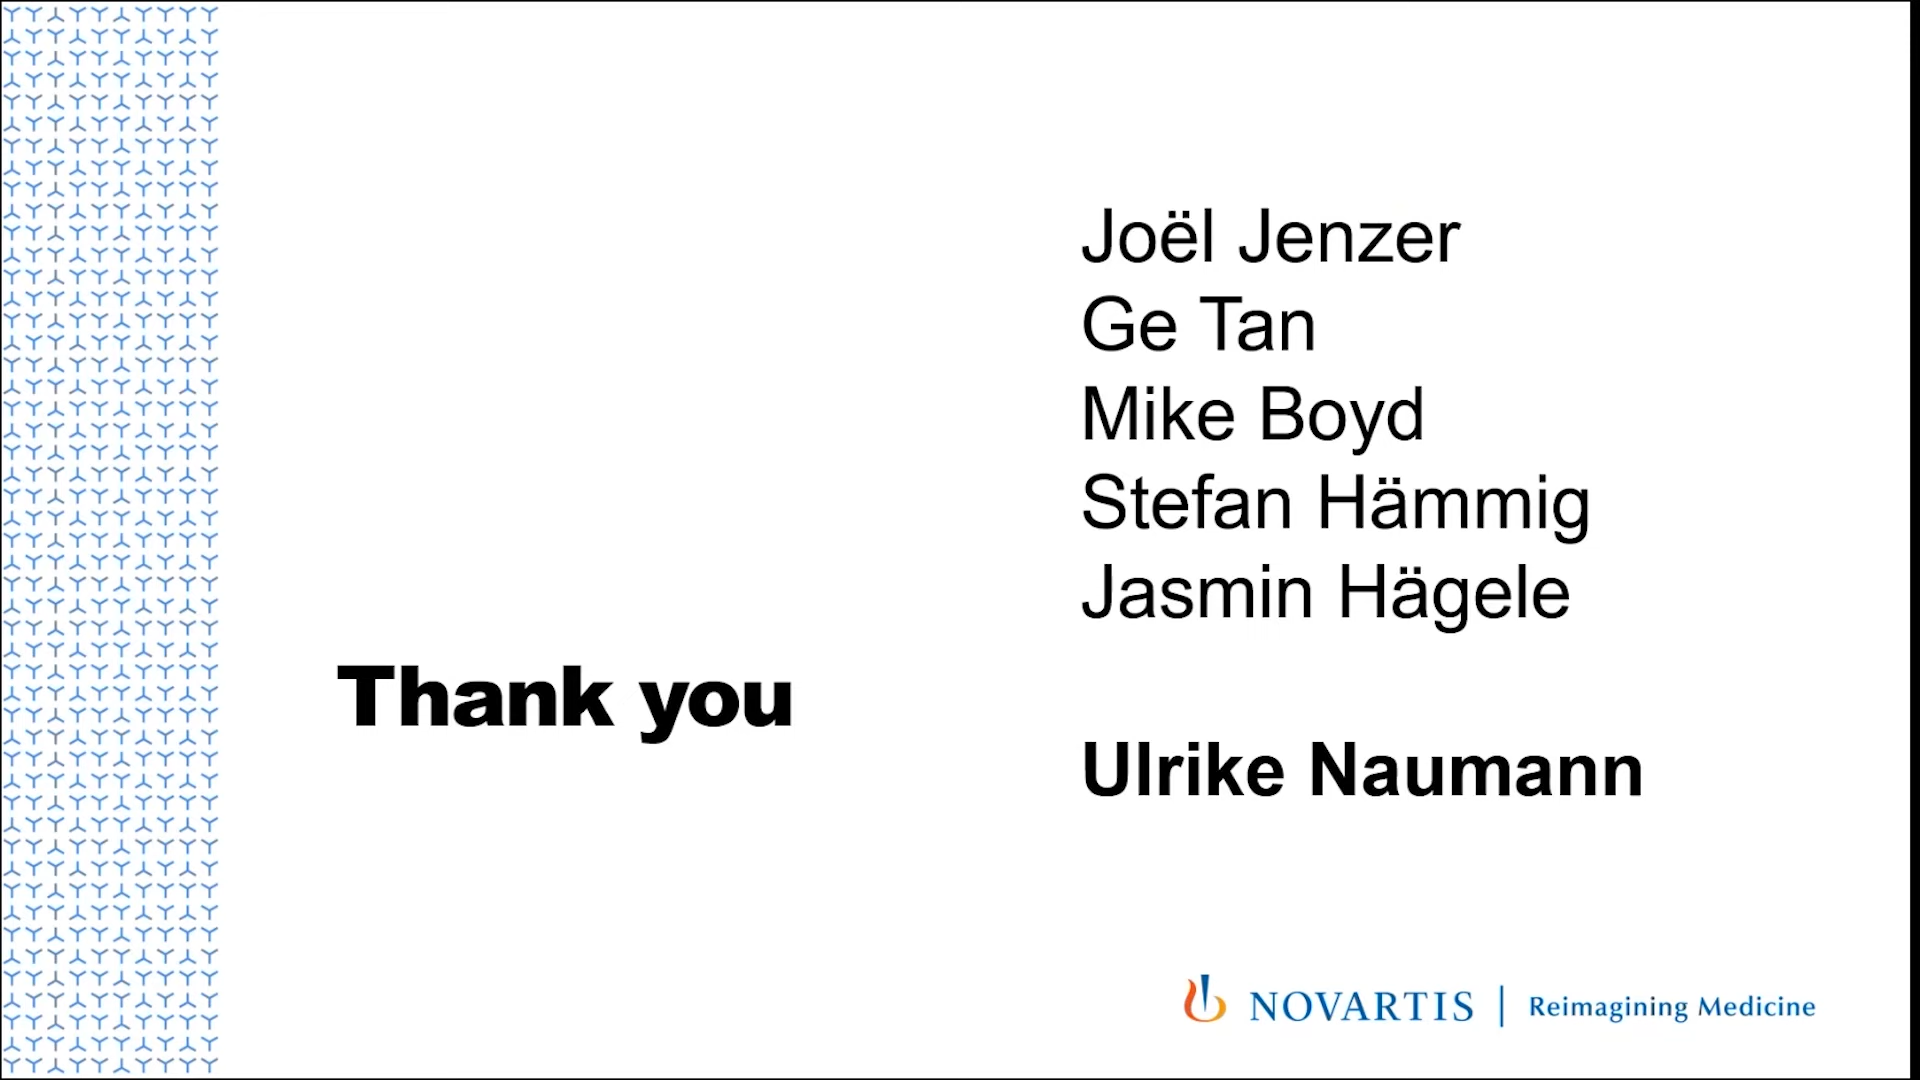 Joël Jenzer
Ge Tan
Mike Boyd
Stefan Hämmig
Jasmin Hägele
Thank you
Ulrike Naumann
NOVARTIS | Reimagining Medicine